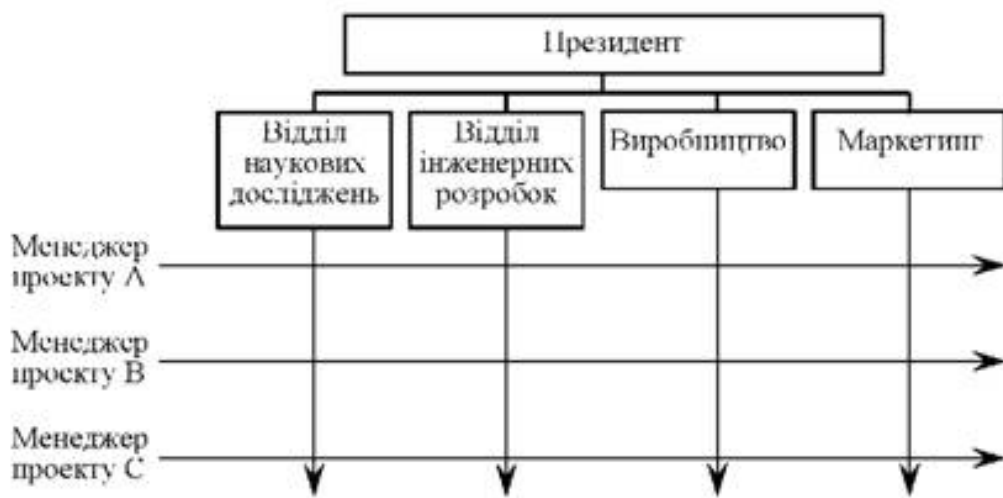 Президент
Відділ
наукових
досліджень
Відділ
інженерних
розробок
Виробництво
Маркетинг
Менеджер
проекту А
Менеджер
проекту В
Менеджер
проекту С